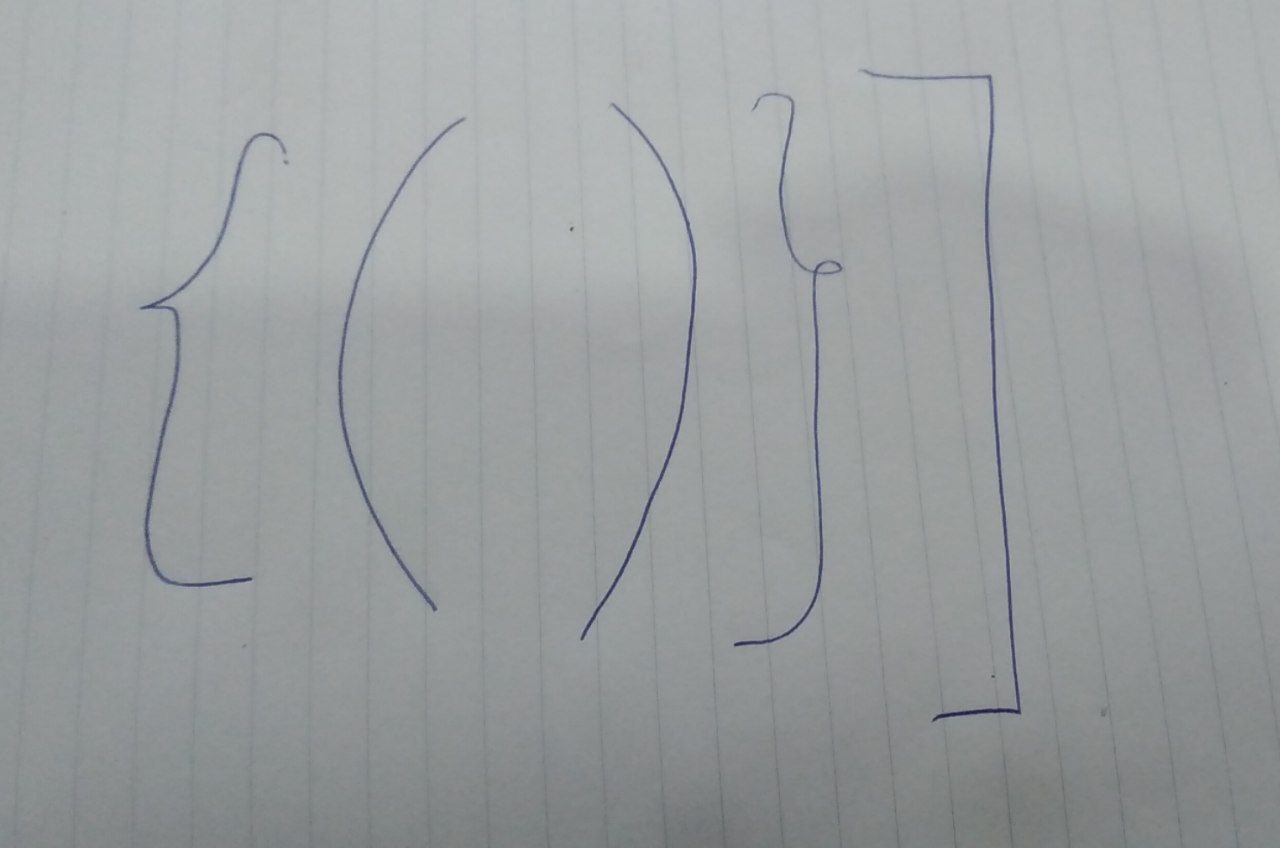 { ( ) } ]